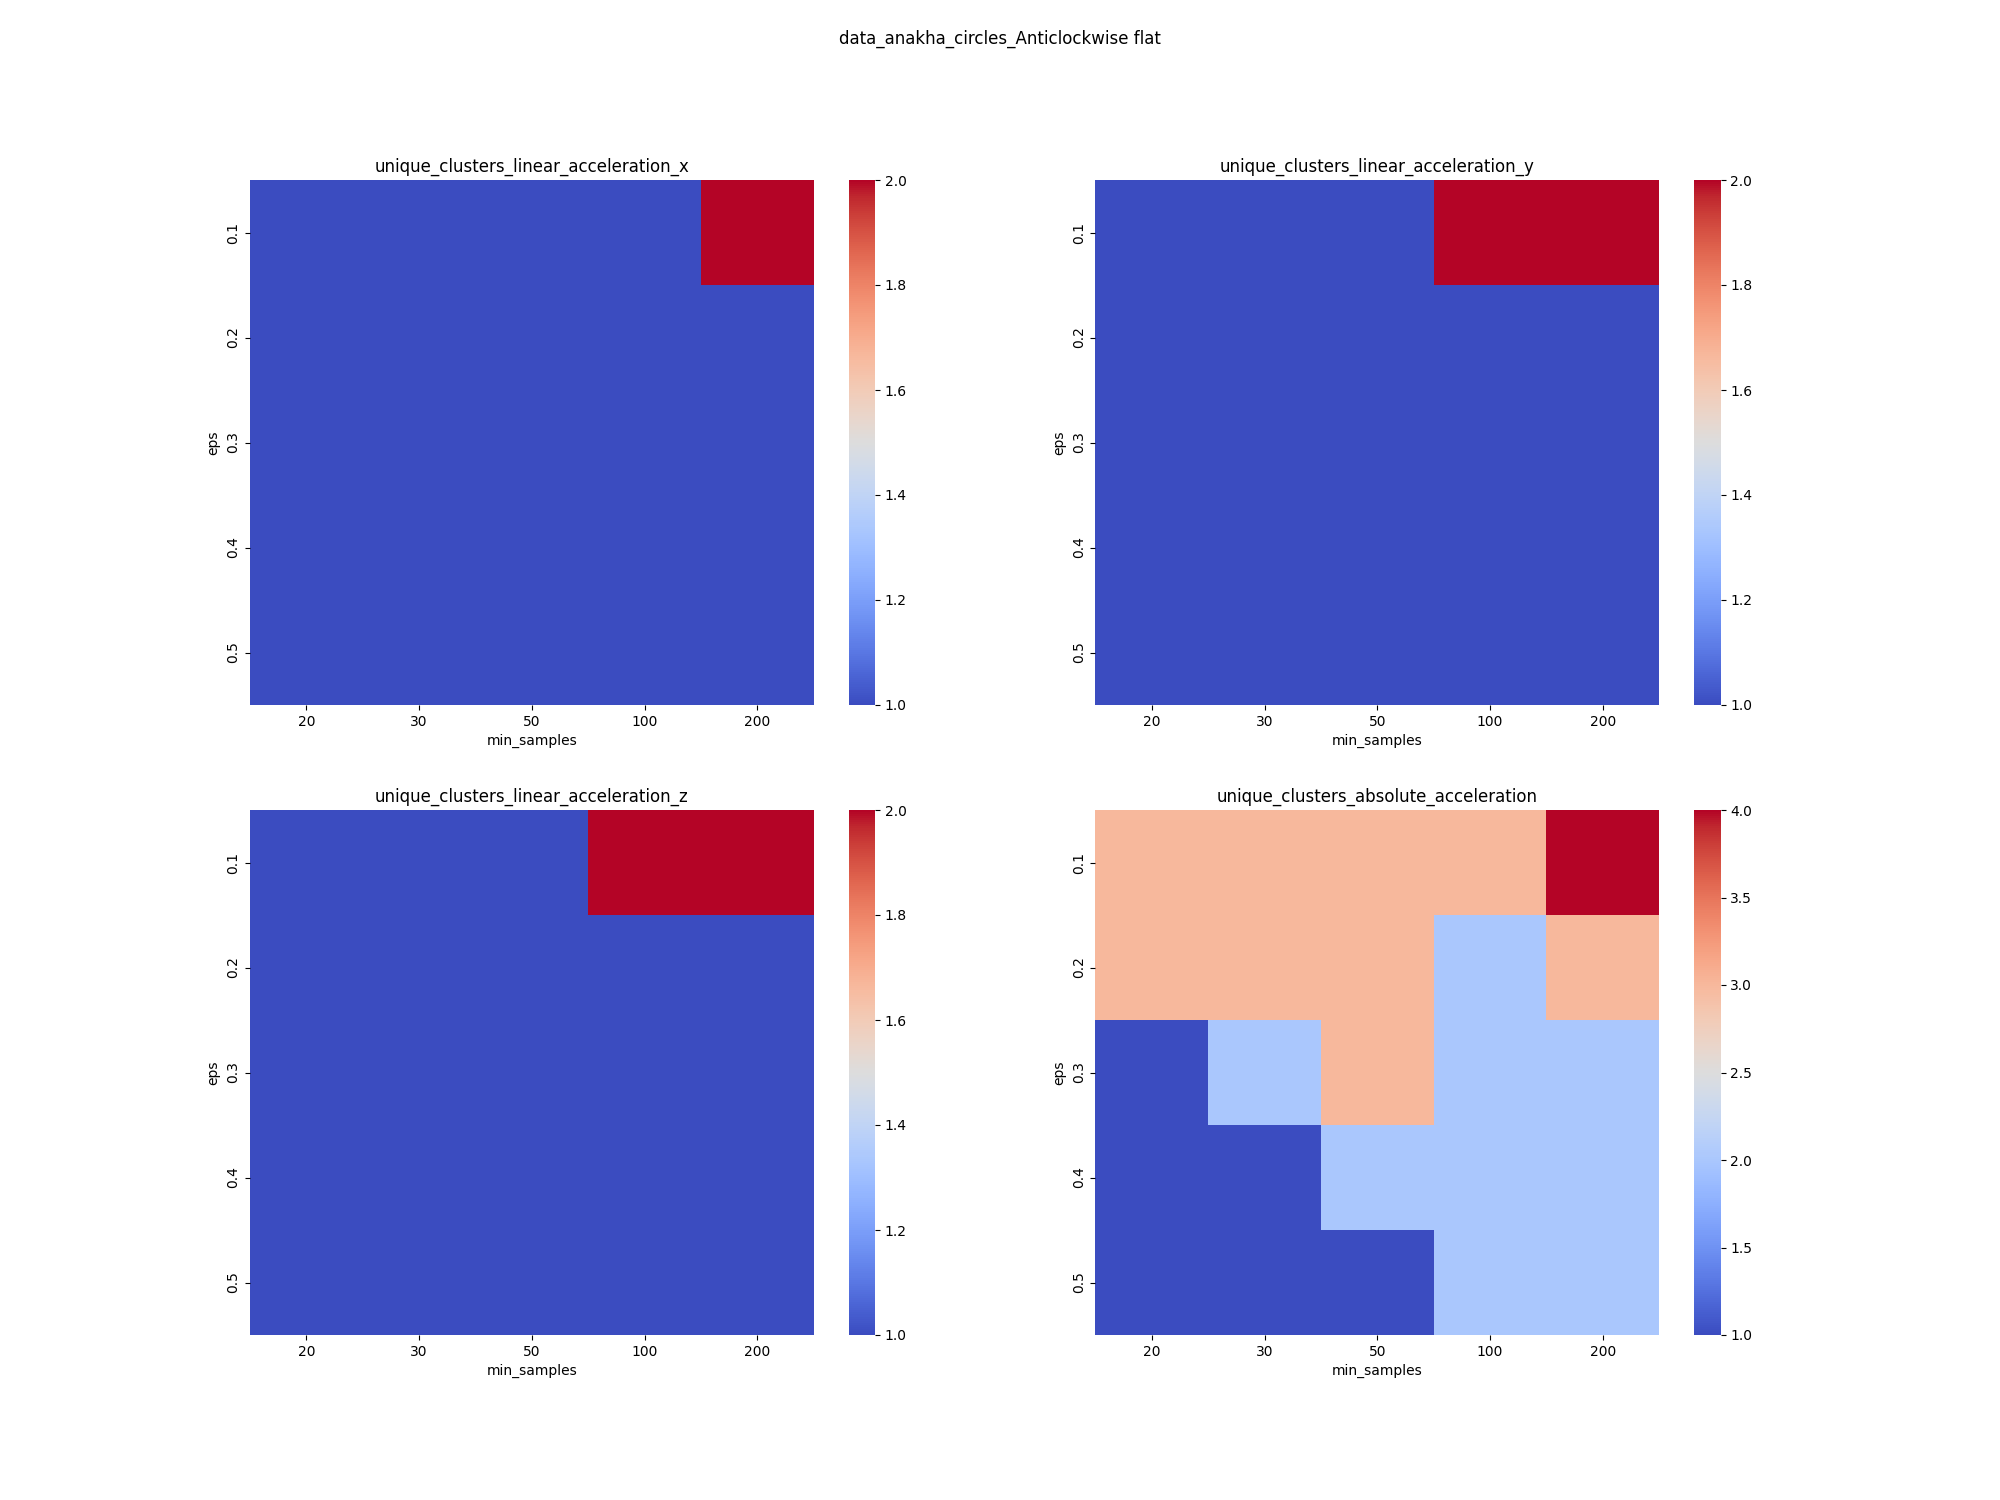 data_anakha_circles_Anticlockwise flat
unique_clusters_linear_acceleration_x
0.1
0.2
0.3
0.4
0.5
eps
20 30 50 100 200
min_samples
2.0
1.8
1.6
1.4
1.2
1.0
unique_clusters_linear_acceleration_y
0.1
0.2
0.3
0.4
0.5
eps
20 30 50 100 200
min_samples
2.0
1.8
1.6
1.4
1.2
1.0
unique_clusters_linear_acceleration_z
0.1
0.2
0.3
0.4
0.5
eps
20 30 50 100 200
min_samples
2.0
1.8
1.6
1.4
1.2
1.0
unique_clusters_absolute_acceleration
0.1
0.2
0.3
0.4
0.5
eps
20 30 50 100 200
min_samples
4.0
3.5
3.0
2.5
2.0
1.5
1.0